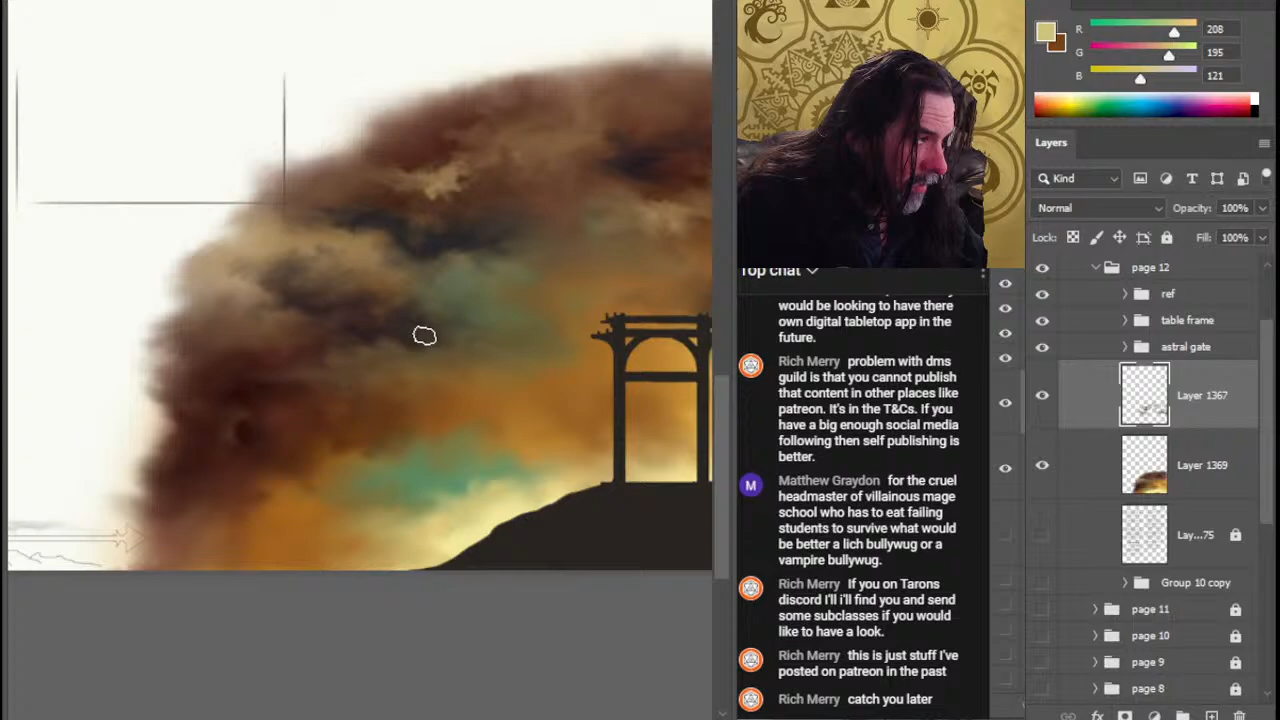 R 208
G 195
B 121
Layers
Kind
Normal Opacity: 100%
Lock: Fill: 100%
page 12
ref
table frame
astral gate
Layer 1367
Layer 1369
Lay...75
Group 10 copy
page 11
page 10
page 9
page 8
Top chat
would be looking to have there
own digital tabletop app in the
future.
Rich Merry problem with dms
guild is that you cannot publish
that content in other places like
patreon. It's in the T&Cs. If you
have a big enough social media
following then self publishing is
better.
M Matthew Graydon for the cruel
headmaster of villainous mage
school who has to eat failing
students to survive what would
be better a lich bullywug or a
vampire bullywug.
Rich Merry If you on Tarons
discord I'll i'll find you and send
some subclasses if you would
like to have a look.
Rich Merry this is just stuff I've
posted on patreon in the past
Rich Merry catch you later